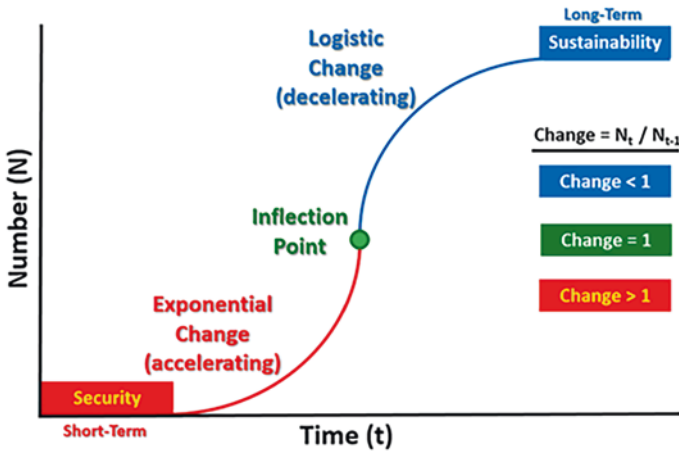 Long-Term
Sustainability
Logistic
Change
(decelerating)
Change = Nt / Nt-1
Change < 1
Change = 1
Change > 1
Inflection
Point
Exponential
Change
(accelerating)
Security
Short-Term
Number (N)
Time (t)